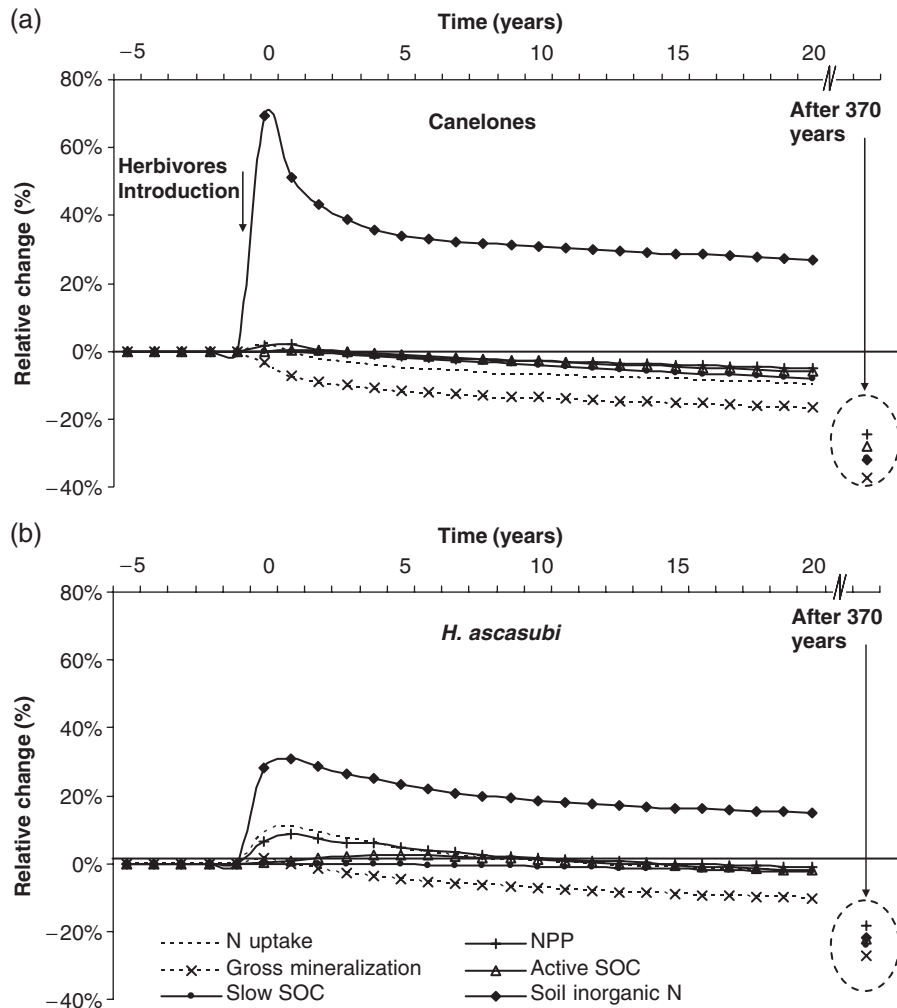 (a)
Time (years)
−5 0 5 10 15 20
80%
60%
40%
20%
0%
−20%
−40%
Relative change (%)
Canelones
After 370
years
Herbivores
Introduction
(b)
Time (years)
−5 0 5 10 15 20
80%
60%
40%
20%
0%
−20%
−40%
Relative change (%)
H. ascasubi
After 370
years
N uptake NPP
Gross mineralization Active SOC
Slow SOC Soil inorganic N